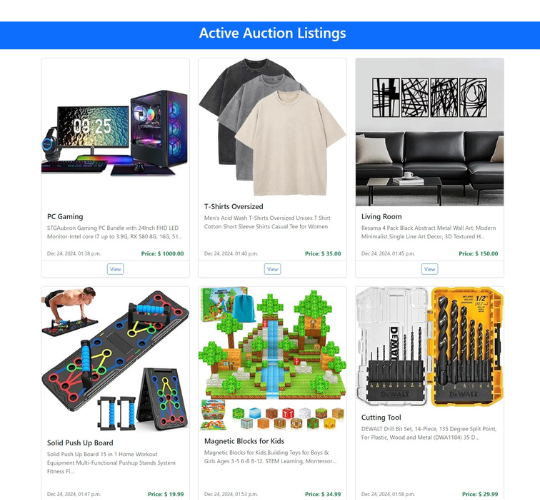 Active Auction Listings
09:25
PC Gaming
STGAubron Gaming PC Bundle with 24Inch FHD LED
Monitor-Intel core I7 up to 3.9G, RX 580 8G, 16G, 51...
Dec 24, 2024, 01:38 p.m.
Price: $ 1000.00
View
T-Shirts Oversized
Men's Acid Wash T-Shirts Oversized Unisex T Shirt
Cotton Short Sleeve Shirts Casual Tee for Women
Dec 24, 2024, 01:40 p.m.
Price: $ 35.00
View
Living Room
Resama 4 Pack Black Abstract Metal Wall Art, Modern
Minimalist Single Line Art Decor, 3D Textured H...
Dec 24, 2024, 01:45 p.m.
Price: $ 150.00
View
Solid Push Up Board
Solid Push Up Board 15 in 1 Home Workout
Equipment Multi-Functional Pushup Stands System
Fitness Fl...
Dec 24, 2024, 01:47 p.m.
Price: $ 19.99
Magnetic Blocks for Kids
Magnetic Blocks for Kids,Building Toys for Boys &
Girls Ages 3-5 6-8 8-12. STEM Learning, Montessor...
Dec 24, 2024, 01:53 p.m.
Price: $ 34.99
DEWALT
1/2"
DEWALT
Cutting Tool
DEWALT Drill Bit Set, 14-Piece, 135 Degree Split Point,
For Plastic, Wood and Metal (DWA1184) 35 D...
Dec 24, 2024, 01:58 p.m.
Price: $ 29.99